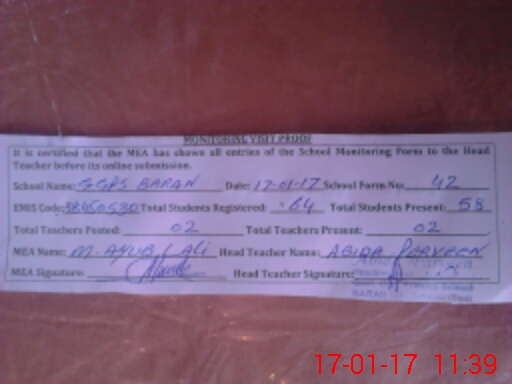 MONITORING VISIT PROOF
It is certified that the MEA has shown all entries of the School Monitoring Form to the Head
Teacher before its online submission.
School Name: GGPS BARAN Date: 17-01-17 School Form No: 42
EMIS Code: 38450530 Total Students Registered: 64 Total Students Present: 58
Total Teachers Posted: 02 Total Teachers Present: 02
MEA Name: M. AYUB ALI Head Teacher Name: ABIDA PERVEEN
MEA Signature: Head Teacher Signature:
BARAN
17-01-17 11:39